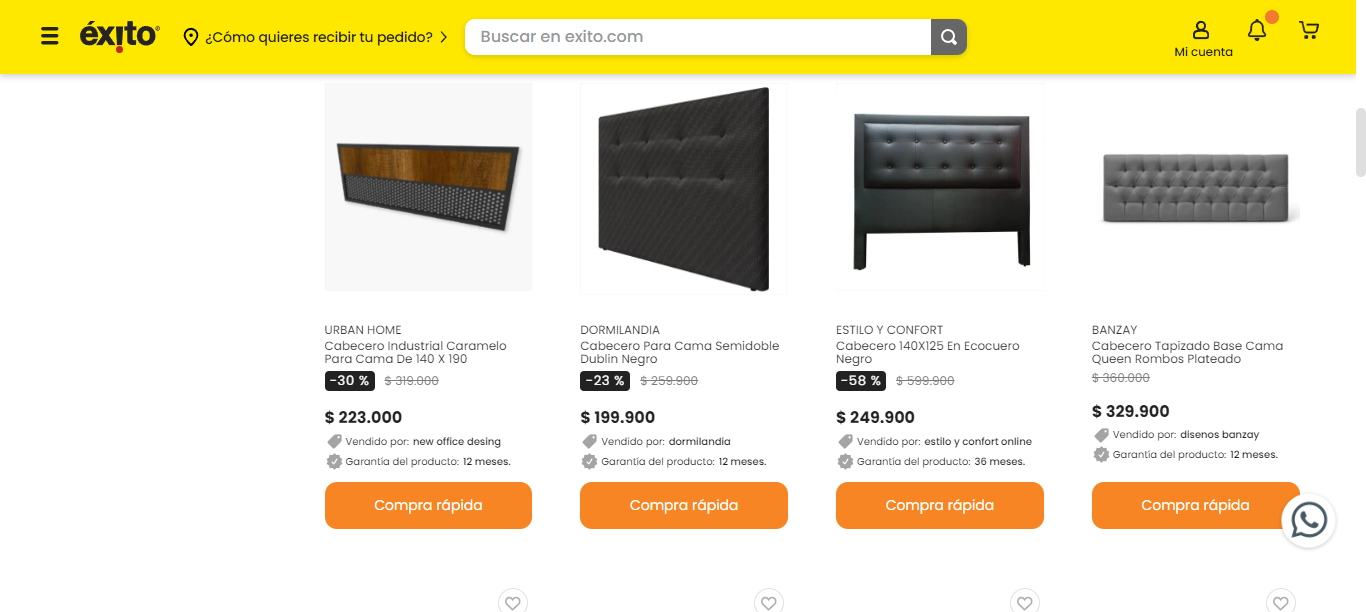 éxito®
¿Cómo quieres recibir tu pedido?
Buscar en exito.com
Mi cuenta
URBAN HOME
Cabecero Industrial Caramelo
Para Cama De 140 X 190
-30 % $ 319.000
$ 223.000
Vendido por: new office desing
Garantía del producto: 12 meses.
Compra rápida
DORMILANDIA
Cabecero Para Cama Semidoble
Dublin Negro
-23 % $ 259.900
$ 199.900
Vendido por: dormilandia
Garantía del producto: 12 meses.
Compra rápida
ESTILO Y CONFORT
Cabecero 140X125 En Ecocuero
Negro
-58 % $ 599.900
$ 249.900
Vendido por: estilo y confort online
Garantía del producto: 36 meses.
Compra rápida
BANZAY
Cabecero Tapizado Base Cama
Queen Rombos Plateado
$ 360.000
$ 329.900
Vendido por: disenos banzay
Garantía del producto: 12 meses.
Compra rápida